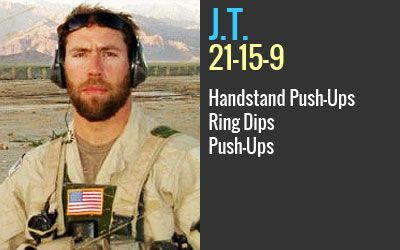 J.T.
21-15-9
Handstand Push-Ups
Ring Dips
Push-Ups